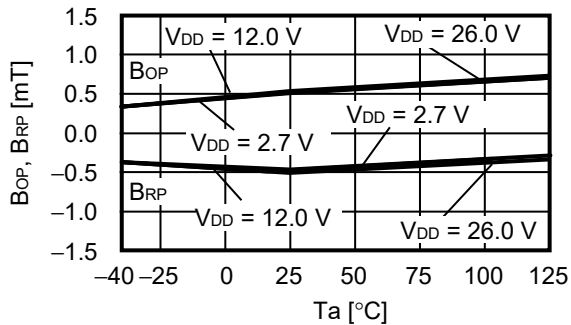 1.5
VDD = 12.0 V
VDD = 26.0 V
1.0
BOP
0.5
0.0
VDD = 2.7 V
VDD = 2.7 V
−0.5
BRP
−1.0
VDD = 12.0 V
VDD = 26.0 V
−1.5
BOP, BRP [mT]
−40 −25 0 25 50 75 100 125
Ta [°C]